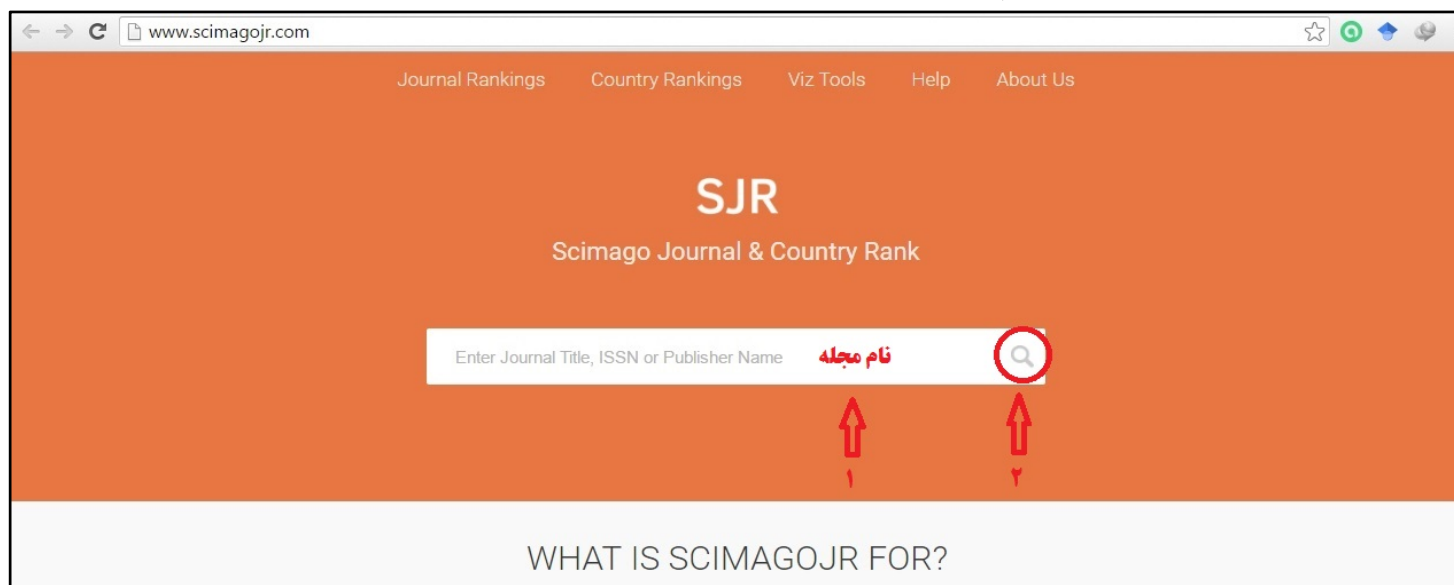 www.scimagojr.com
Journal Rankings Country Rankings Viz Tools Help About Us
SJR
Scimago Journal & Country Rank
Enter Journal Title, ISSN or Publisher Name نام مجله
۱ ۲
WHAT IS SCIMAGOJR FOR?